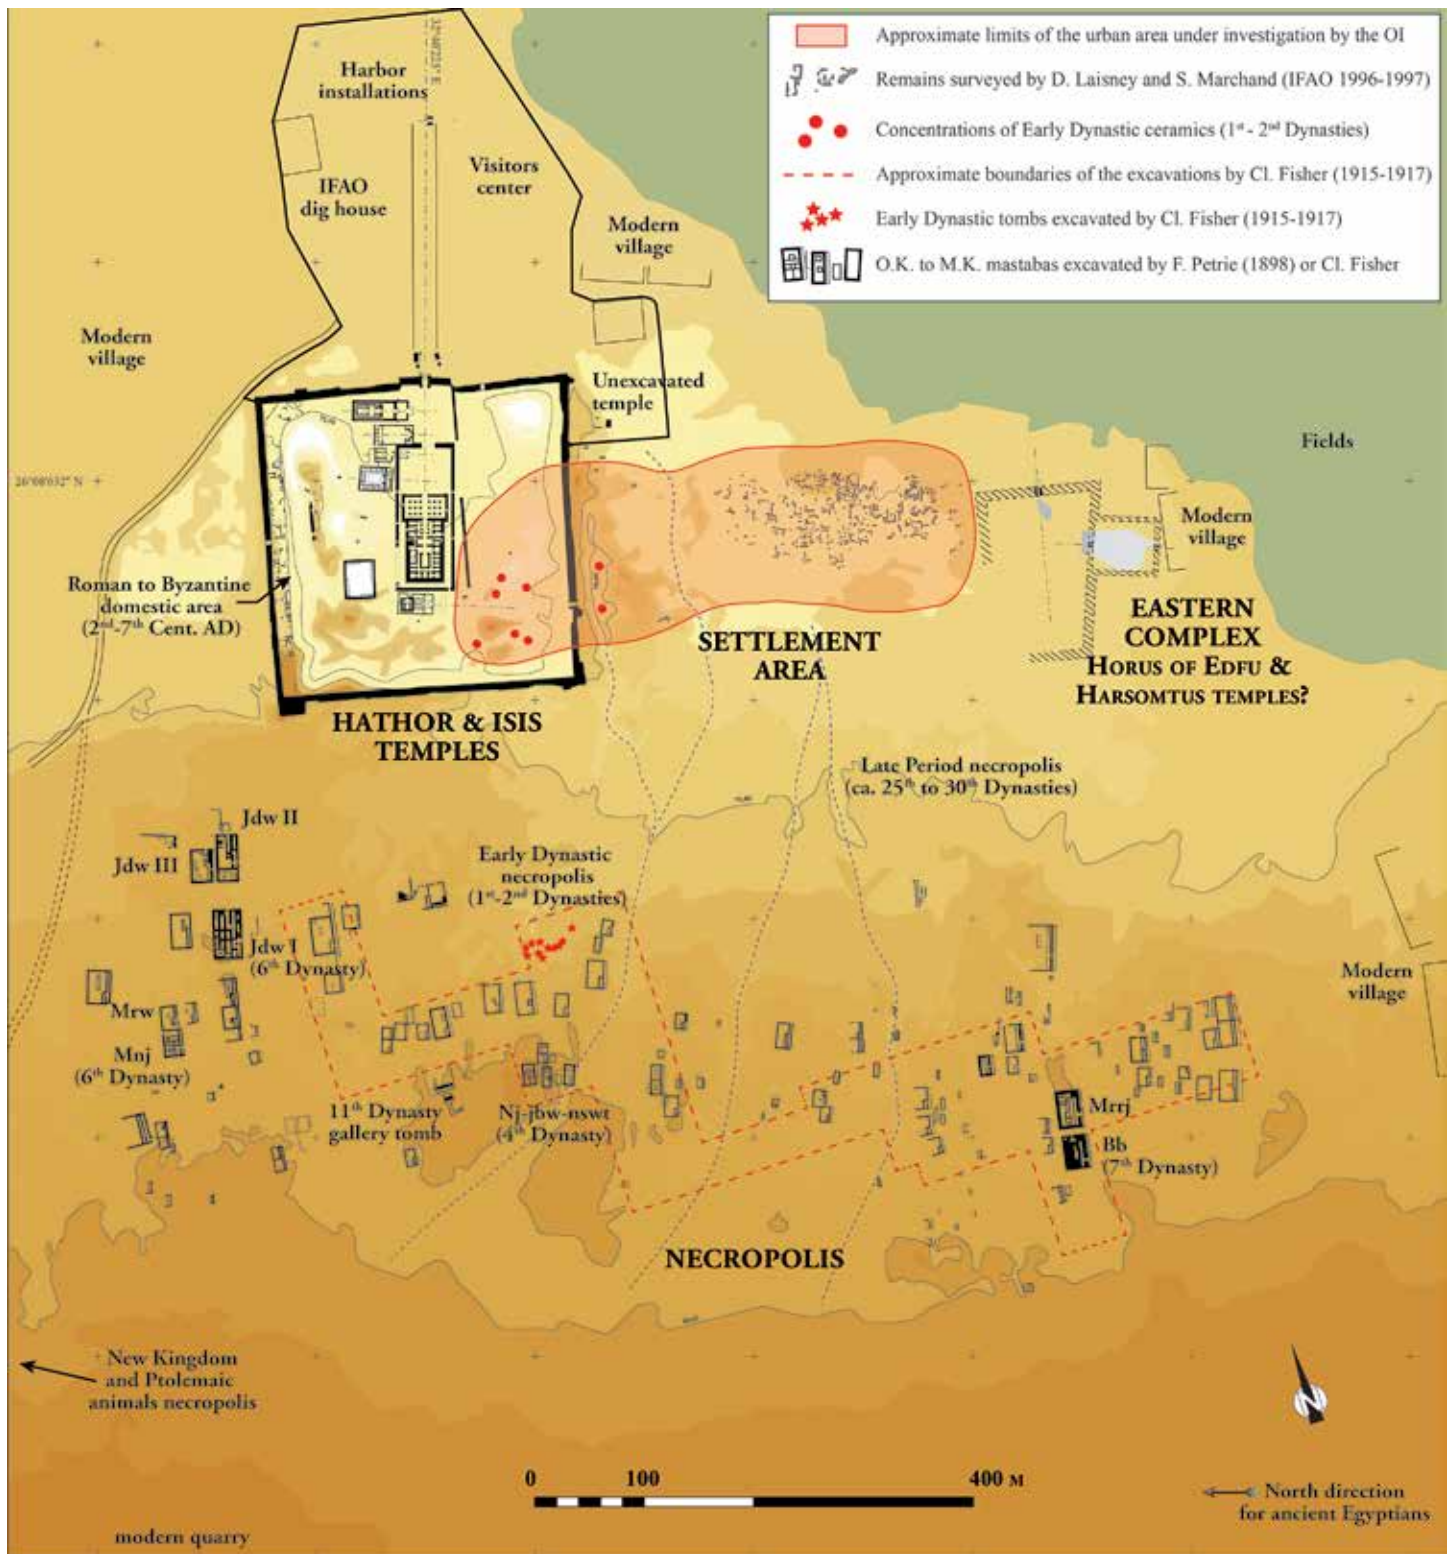 Approximate limits of the urban area under investigation by the OI
Remains surveyed by D. Laisney and S. Marchand (IFAO 1996-1997)
Concentrations of Early Dynastic ceramics (1st - 2nd Dynasties)
Approximate boundaries of the excavations by Cl. Fisher (1915-1917)
Early Dynastic tombs excavated by Cl. Fisher (1915-1917)
O.K. to M.K. mastabas excavated by F. Petrie (1898) or Cl. Fisher
Harbor
installations
IFAO
dig house
Visitors
center
Modern
village
Modern
village
Unexcavated
temple
Fields
Modern
village
Roman to Byzantine
domestic area
(2nd-7th Cent. AD)
EASTERN
COMPLEX
HORUS OF EDFU &
HARSOMTUS TEMPLES?
SETTLEMENT
AREA
HATHOR & ISIS
TEMPLES
Late Period necropolis
(ca. 25th to 30th Dynasties)
Jdw II
Jdw III
Early Dynastic
necropolis
(1st-2nd Dynasties)
Jdw I
(6th Dynasty)
Modern
village
Mrw
Mnj
(6th Dynasty)
11th Dynasty
gallery tomb
Nj-jbw-nswt
(4th Dynasty)
Mrrj
Bb
(7th Dynasty)
NECROPOLIS
New Kingdom
and Ptolemaic
animals necropolis
N
0 100 400 M
North direction
for ancient Egyptians
modern quarry